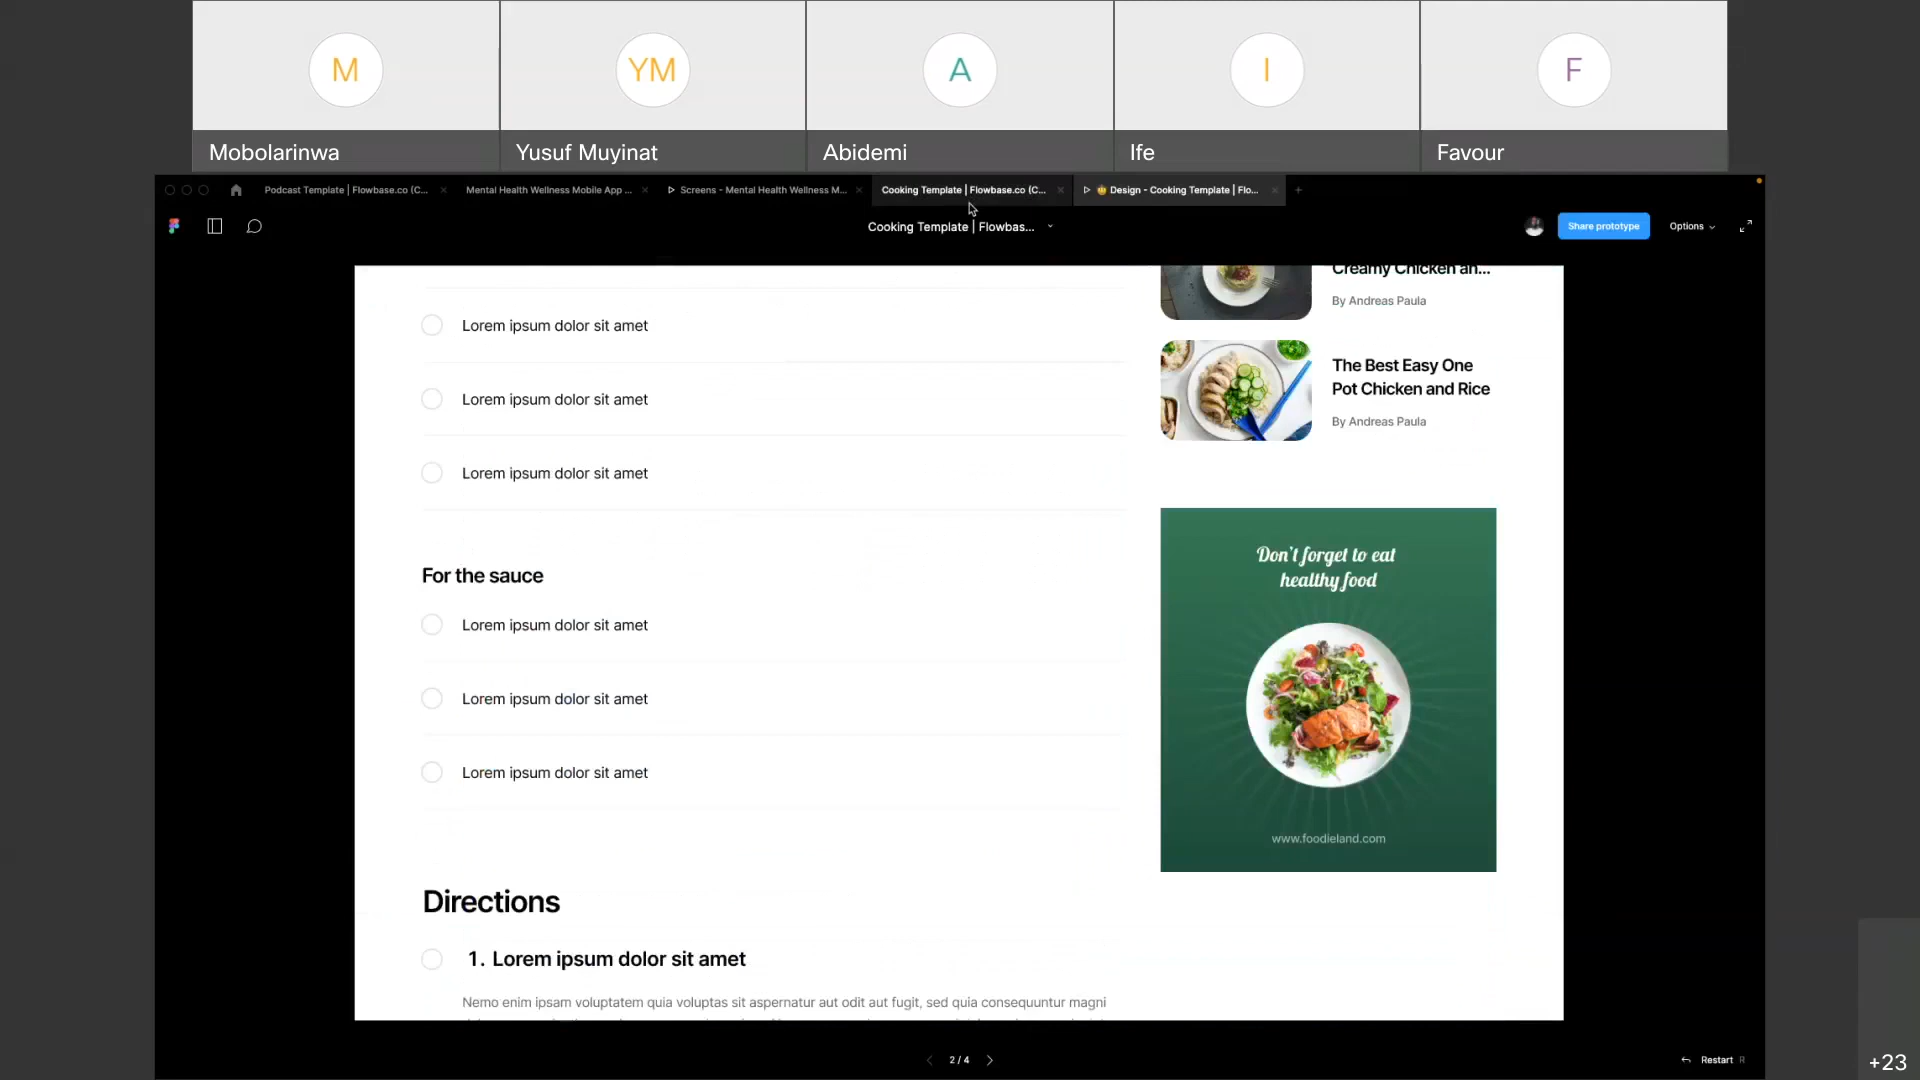 M
YM
A
I
F
Mobolarinwa
Yusuf Muyinat
Abidemi
Ife
Favour
Podcast Template | Flowbase.co (C...
Mental Health Wellness Mobile App ...
Screens - Mental Health Wellness M...
Cooking Template | Flowbase.co (C...
Design - Cooking Template | Flo...
Cooking Template | Flowbas...
Share prototype
Options
Creamy Chicken an...
By Andreas Paula
Lorem ipsum dolor sit amet
The Best Easy One
Pot Chicken and Rice
By Andreas Paula
Lorem ipsum dolor sit amet
Lorem ipsum dolor sit amet
Don't forget to eat
healthy food
www.foodieland.com
For the sauce
Lorem ipsum dolor sit amet
Lorem ipsum dolor sit amet
Lorem ipsum dolor sit amet
Directions
1. Lorem ipsum dolor sit amet
Nemo enim ipsam voluptatem quia voluptas sit aspernatur aut odit aut fugit, sed quia consequuntur magni
2 / 4
Restart R
+23